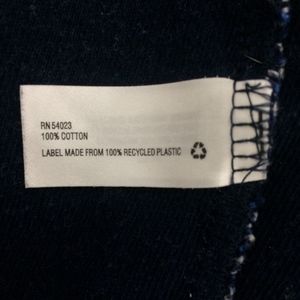 RN 54023
100% COTTON
LABEL MADE FROM 100% RECYCLED PLASTIC